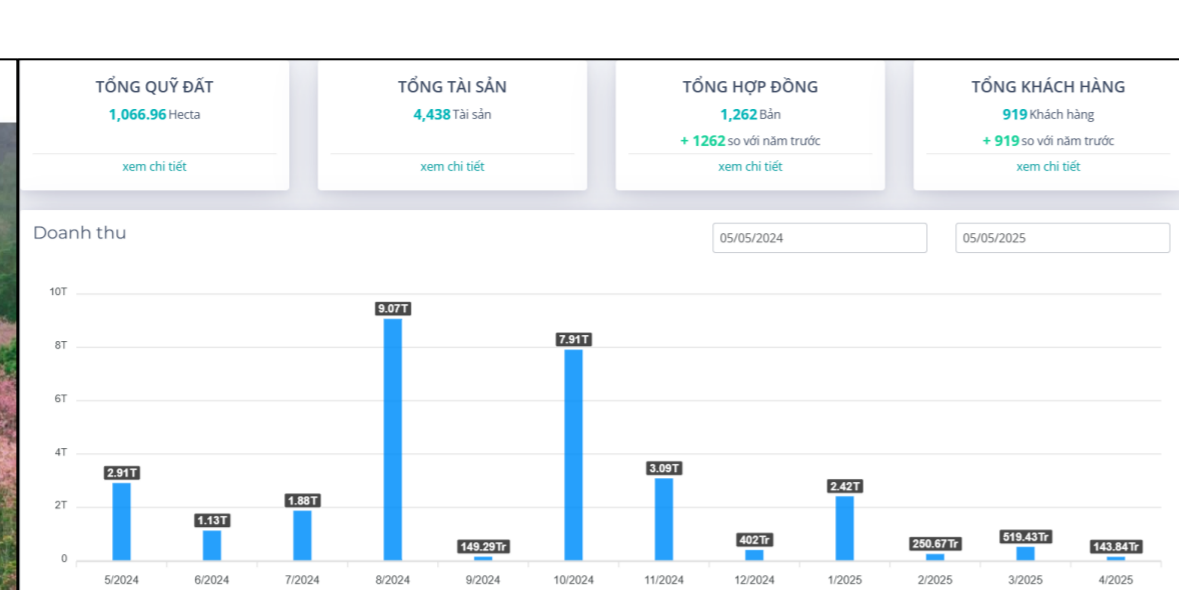 TỔNG QUỸ ĐẤT
1,066.96 Hecta
xem chi tiết
TỔNG TÀI SẢN
4,438 Tài sản
xem chi tiết
TỔNG HỢP ĐỒNG
1,262 Bản
+ 1262 so với năm trước
xem chi tiết
TỔNG KHÁCH HÀNG
919 Khách hàng
+ 919 so với năm trước
xem chi tiết
Doanh thu
05/05/2024
05/05/2025
10T
8T
6T
4T
2T
0
2.91T
1.13T
1.88T
9.07T
149.29Tr
7.91T
3.09T
402Tr
2.42T
250.67Tr
519.43Tr
143.84Tr
5/2024
6/2024
7/2024
8/2024
9/2024
10/2024
11/2024
12/2024
1/2025
2/2025
3/2025
4/2025